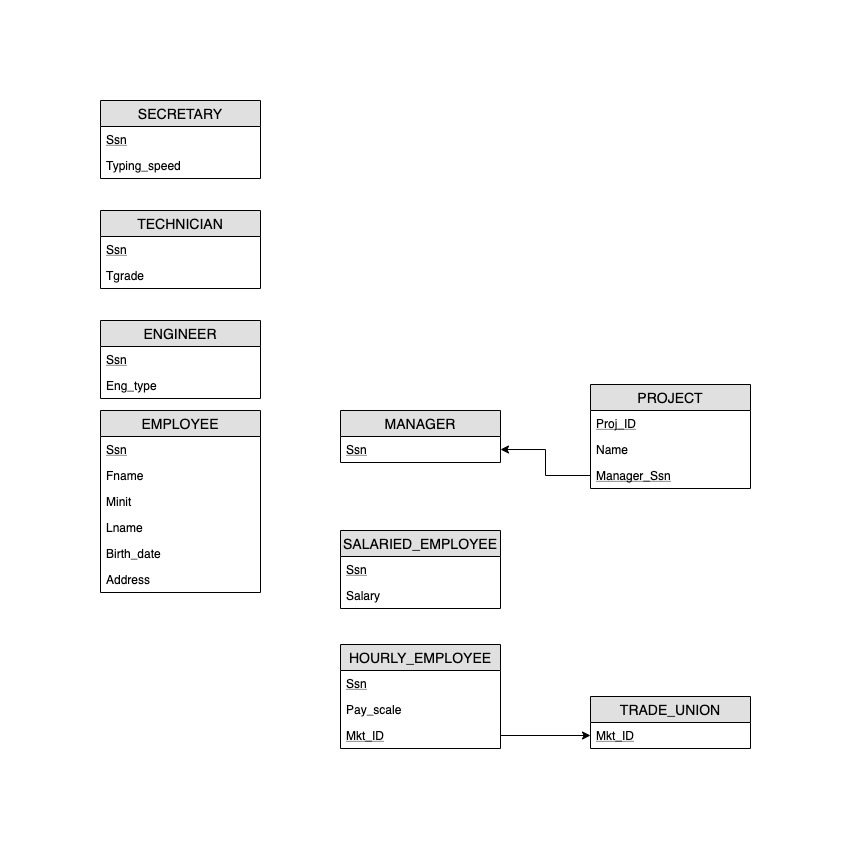 SECRETARY
Ssn
Typing_speed
TECHNICIAN
Ssn
Tgrade
ENGINEER
Ssn
Eng_type
EMPLOYEE
Ssn
Fname
Minit
Lname
Birth_date
Address
MANAGER
Ssn
PROJECT
Proj_ID
Name
Manager_Ssn
SALARIED_EMPLOYEE
Ssn
Salary
HOURLY_EMPLOYEE
Ssn
Pay_scale
Mkt_ID
TRADE_UNION
Mkt_ID